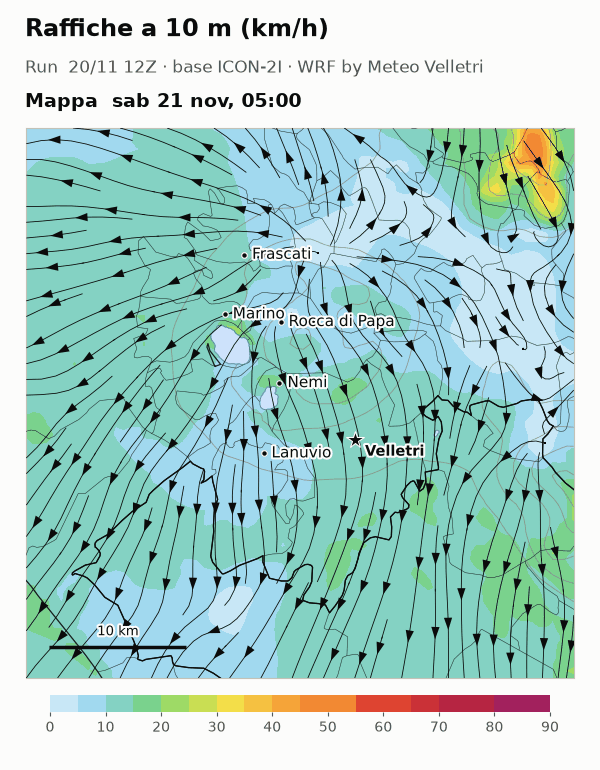 Raffiche a 10 m (km/h)
Run 20/11 12Z · base ICON-2I · WRF by Meteo Velletri
Mappa sab 21 nov, 05:00
Frascati
Marino
Rocca di Papa
Nemi
Velletri
Lanuvio
10 km
0 10 20 30 40 50 60 70 80 90